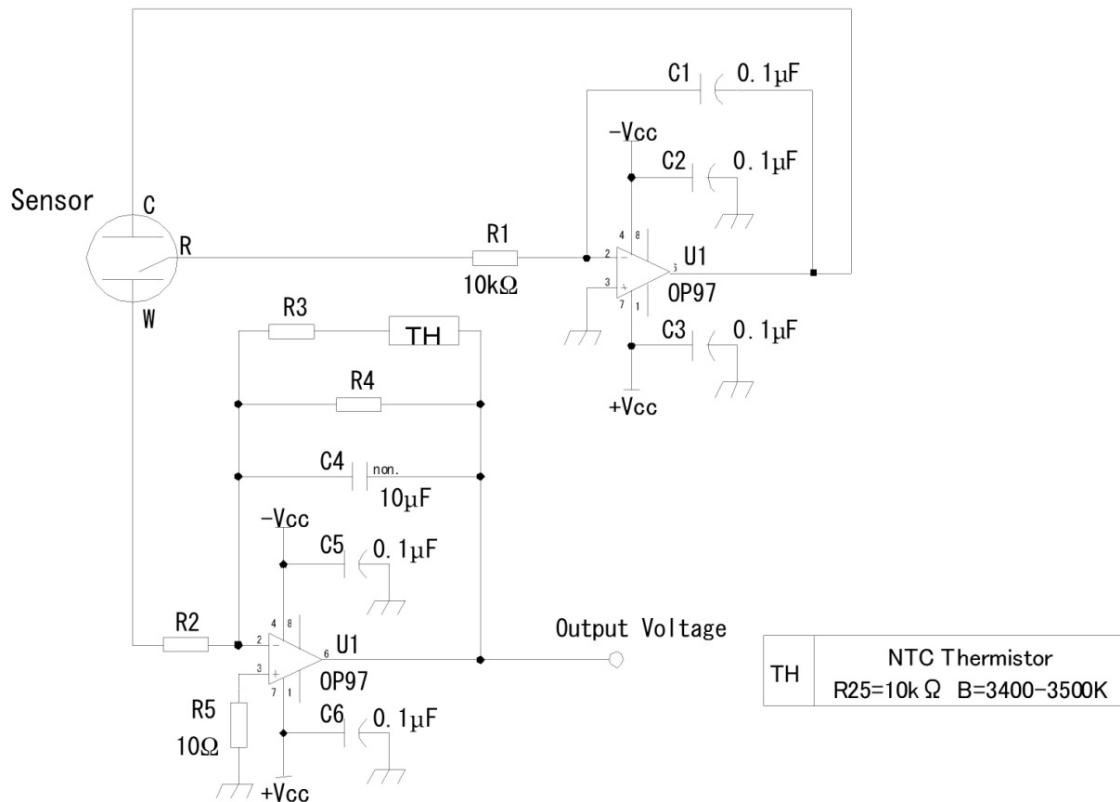 C1
0.1µF
-Vcc
C2
0.1µF
Sensor
C
R
W
R1
10kΩ
4
8
2
-
3
+
7
1
6
U1
OP97
C3
0.1µF
+Vcc
R3
TH
R4
C4
non.
10µF
-Vcc
C5
0.1µF
R2
4
8
2
-
3
+
7
1
6
U1
OP97
Output Voltage
R5
10Ω
C6
0.1µF
+Vcc
TH
NTC Thermistor
R25=10kΩ B=3400-3500K